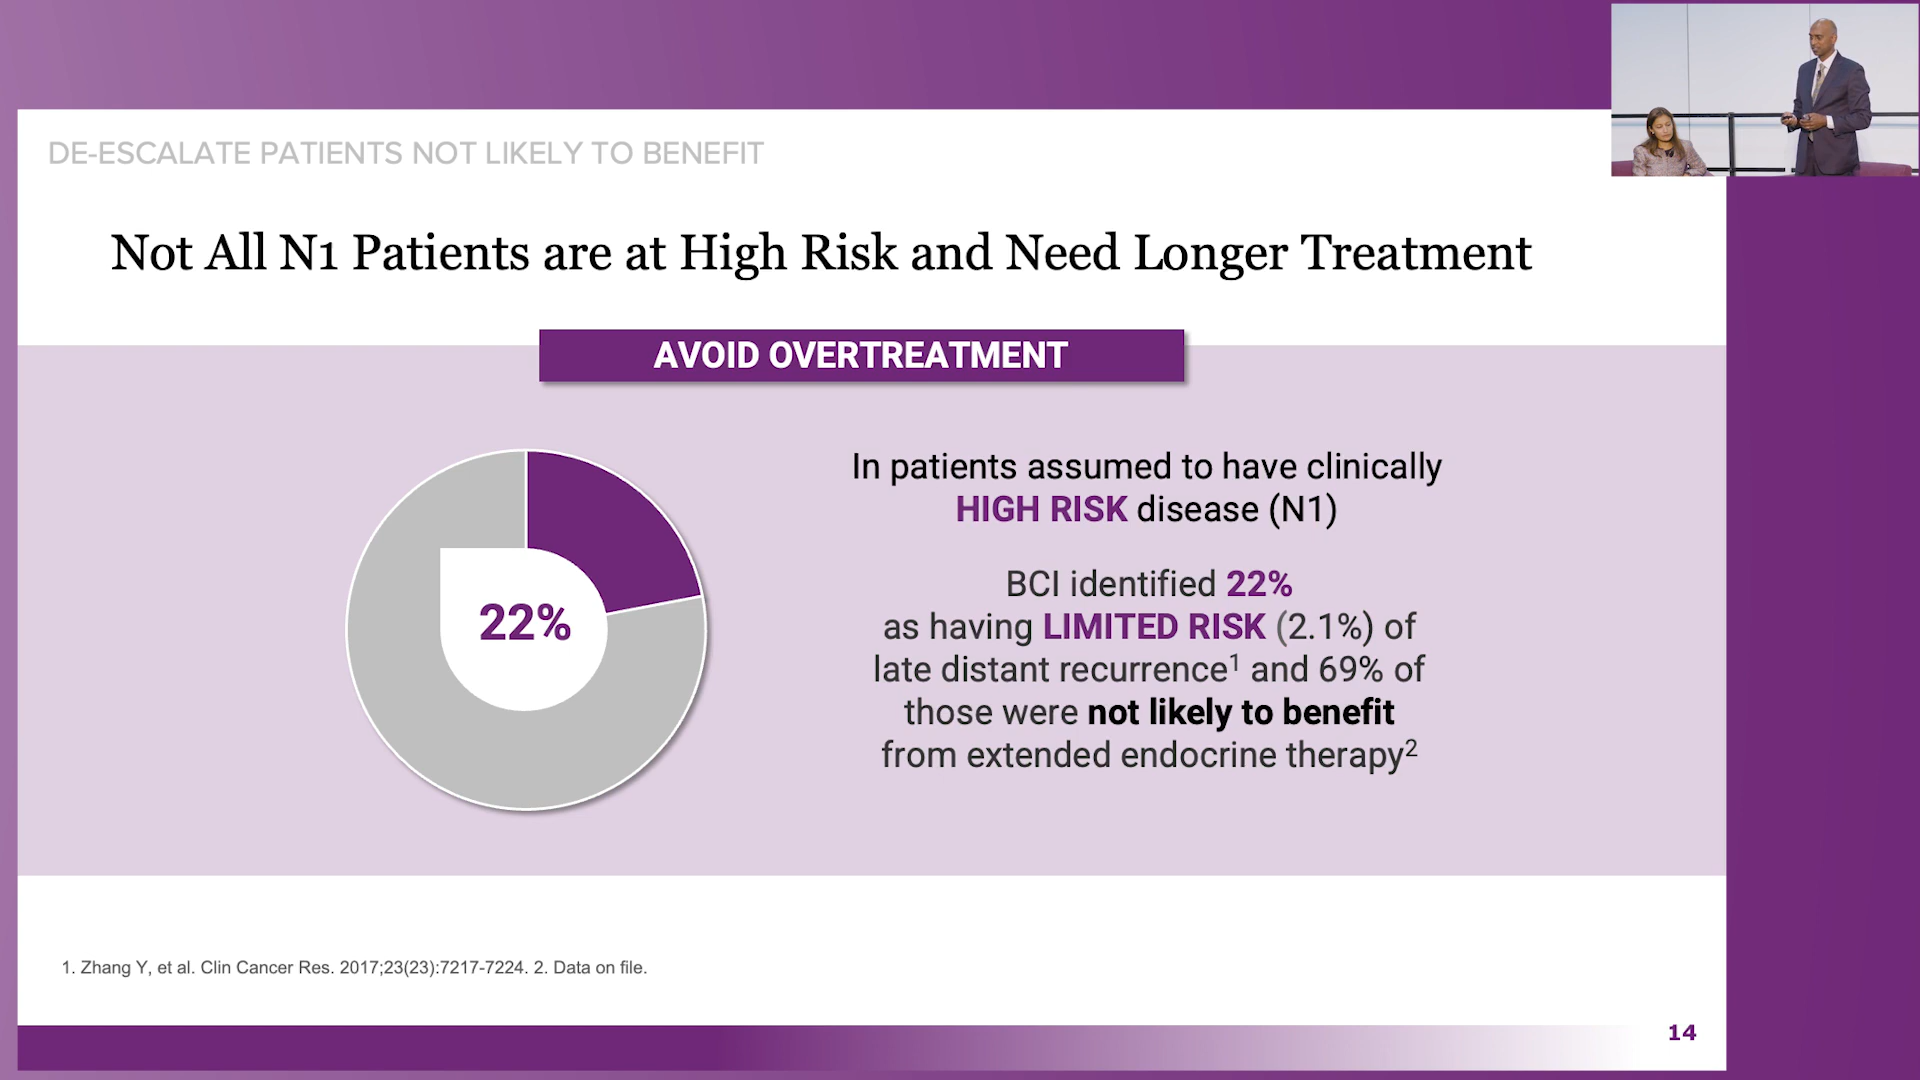 DE-ESCALATE PATIENTS NOT LIKELY TO BENEFIT
Not All N1 Patients are at High Risk and Need Longer Treatment
AVOID OVERTREATMENT
22%
In patients assumed to have clinically
HIGH RISK disease (N1)
BCI identified 22%
as having LIMITED RISK (2.1%) of
late distant recurrence¹ and 69% of
those were not likely to benefit
from extended endocrine therapy²
1. Zhang Y, et al. Clin Cancer Res. 2017;23(23):7217-7224. 2. Data on file.
14